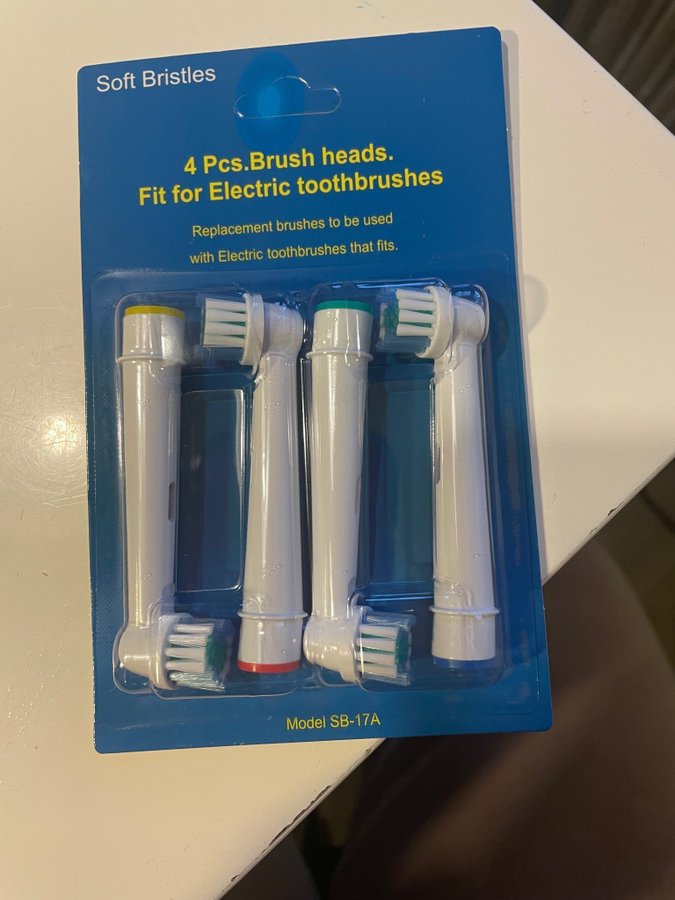 Soft Bristles
4 Pcs.Brush heads.
Fit for Electric toothbrushes
Replacement brushes to be used
with Electric toothbrushes that fits.
Model SB-17A